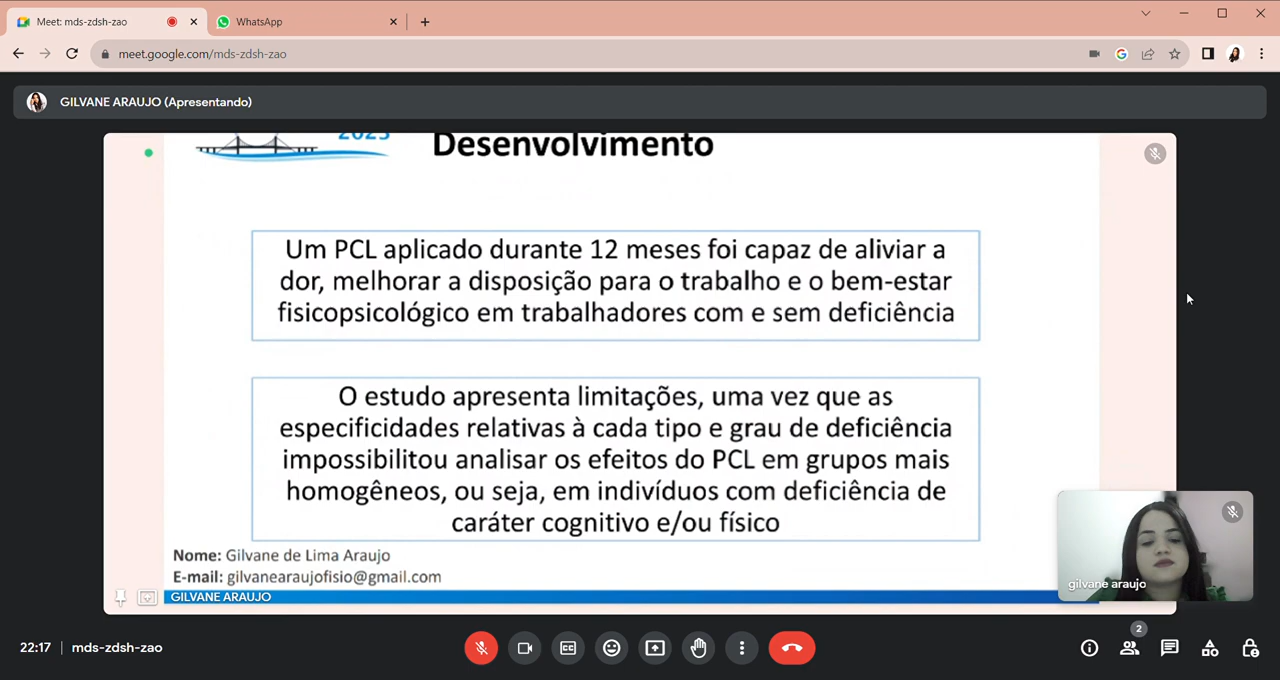 Meet: mds-zdsh-zao
WhatsApp
meet.google.com/mds-zdsh-zao
GILVANE ARAUJO (Apresentando)
2023
Desenvolvimento
Um PCL aplicado durante 12 meses foi capaz de aliviar a
dor, melhorar a disposição para o trabalho e o bem-estar
fisicopsicológico em trabalhadores com e sem deficiência
O estudo apresenta limitações, uma vez que as
especificidades relativas à cada tipo e grau de deficiência
impossibilitou analisar os efeitos do PCL em grupos mais
homogêneos, ou seja, em indivíduos com deficiência de
caráter cognitivo e/ou físico
Nome: Gilvane de Lima Araujo
E-mail: gilvanearaujofisio@gmail.com
GILVANE ARAUJO
gilvane araujo
22:17 | mds-zdsh-zao
2